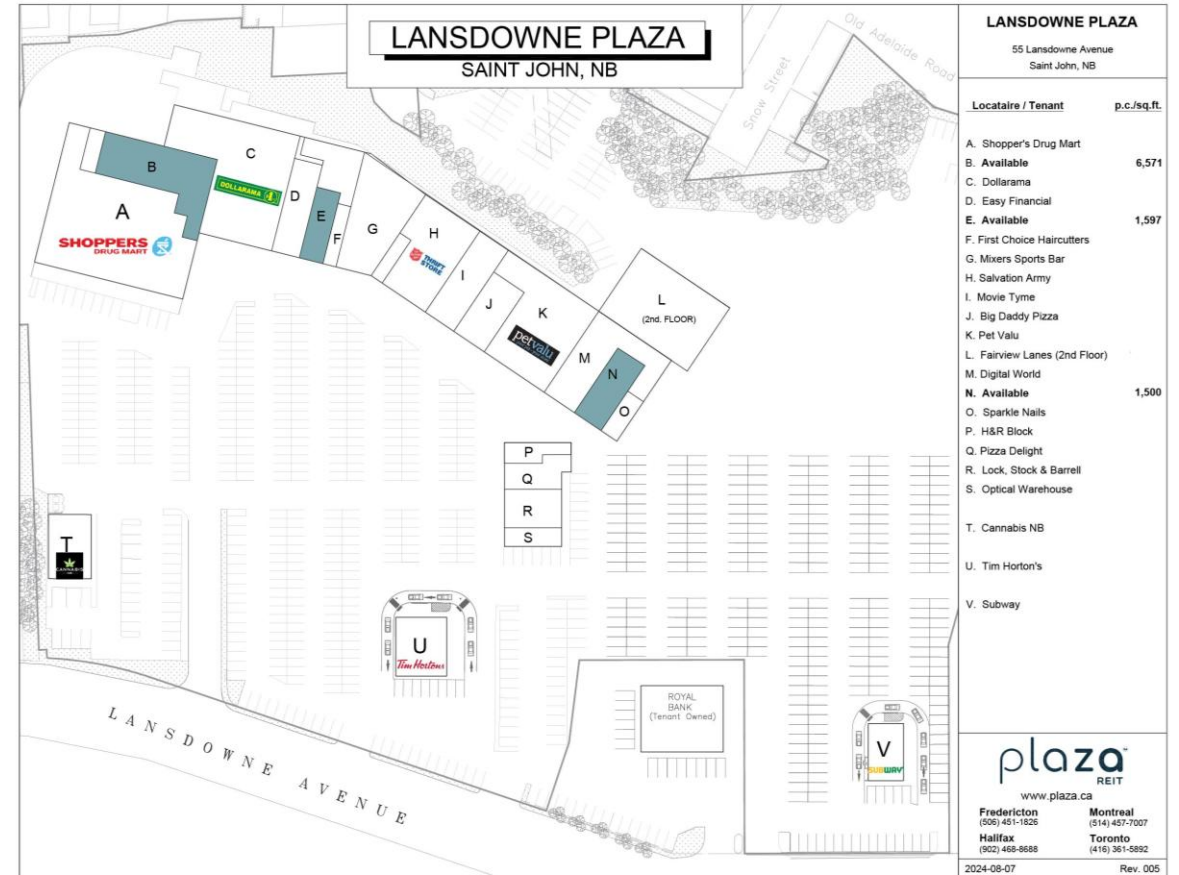 LANSDOWNE PLAZA
SAINT JOHN, NB
Old Adelaide Road
Snow Street
A
SHOPPERS
DRUG MART
B
C
DOLLARAMA
D
E
F
G
H
THRIFT
STORE
I
J
K
petvalu
L
(2nd. FLOOR)
M
N
O
P
Q
R
S
T
CANNABIS
U
Tim Hortons
ROYAL
BANK
(Tenant Owned)
V
SUBWAY
LANSDOWNE AVENUE
LANSDOWNE PLAZA
55 Lansdowne Avenue
Saint John, NB
Locataire / Tenant p.c./sq.ft.
A. Shopper's Drug Mart
B. Available 6,571
C. Dollarama
D. Easy Financial
E. Available 1,597
F. First Choice Haircutters
G. Mixers Sports Bar
H. Salvation Army
I. Movie Tyme
J. Big Daddy Pizza
K. Pet Valu
L. Fairview Lanes (2nd Floor)
M. Digital World
N. Available 1,500
O. Sparkle Nails
P. H&R Block
Q. Pizza Delight
R. Lock, Stock & Barrell
S. Optical Warehouse
T. Cannabis NB
U. Tim Horton's
V. Subway
plaza
REIT
www.plaza.ca
Fredericton Montreal
(506) 451-1826 (514) 457-7007
Halifax Toronto
(902) 468-8688 (416) 361-5892
2024-08-07 Rev. 005